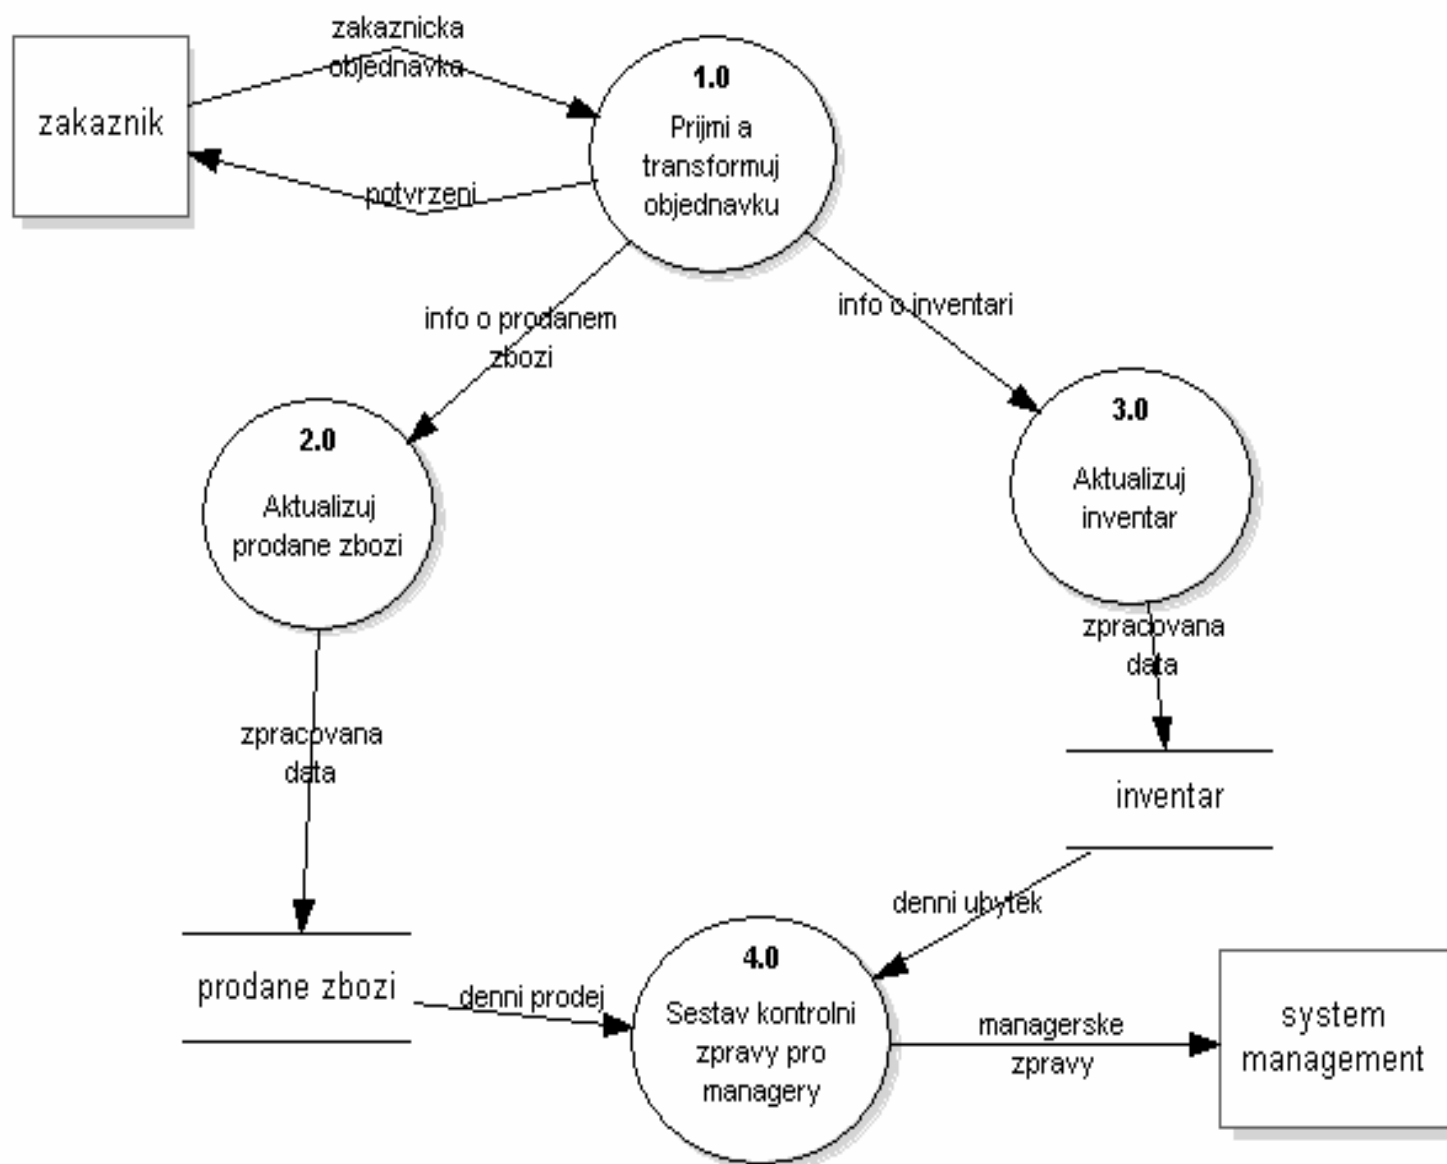 zakaznicka
objednavka
zakaznik
1.0
Prijmi a
transformuj
objednavku
potvrzeni
info o prodanem
zbozi
info o inventari
2.0
Aktualizuj
prodane zbozi
3.0
Aktualizuj
inventar
zpracovana
data
zpracovana
data
inventar
denni ubytek
prodane zbozi
denni prodej
4.0
Sestav kontrolni
zpravy pro
managery
managerske
zpravy
system
management